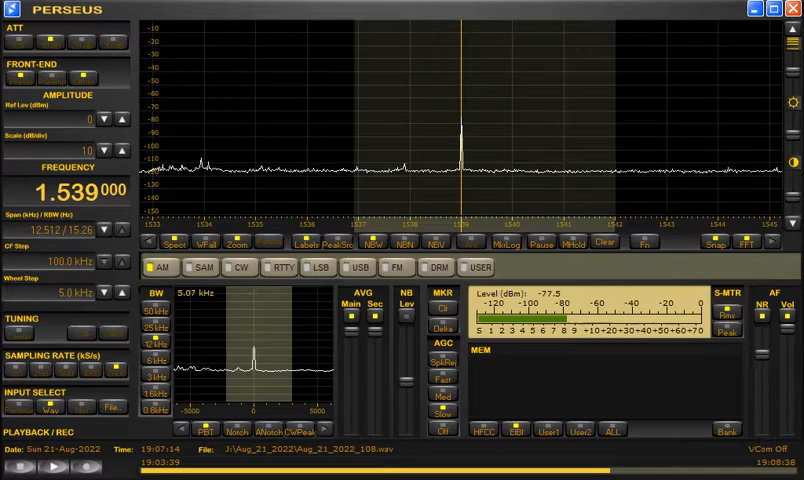 PERSEUS
ATT
FRONT-END
AMPLITUDE
Ref Lev (dBm)
0
Scale (dB/div)
10
FREQUENCY
1.539000
Span (kHz) / RBW (Hz)
12.512 / 15.26
CF Step
100.0 kHz
Wheel Step
5.0 kHz
TUNING
SAMPLING RATE (kS/s)
INPUT SELECT
Wav File..
-10
-20
-30
-40
-50
-60
-70
-80
-90
-100
-110
-120
-130
-140
-150
1533 1534 1535 1536 1537 1538 1539 1540 1541 1542 1543 1544 1545
Spect WFall Zoom Labels PeakSrc NBW NBN NBV MkrLog Pause MHold Clear Fn Snap FFT
AM SAM CW RTTY LSB USB FM DRM USER
BW
50 kHz
25 kHz
12 kHz
6 kHz
3 kHz
1.6 kHz
0.8 kHz
5.07 kHz
-5000 0 5000
PBT Notch ANotch CWPeak
AVG
Main Sec
NB
Lev
MKR
Clr
Delta
AGC
SpkRej
Fast
Med
Slow
Off
Level (dBm): -77.5
-120 -100 -80 -60 -40 -20 0
S 1 2 3 4 5 6 7 8 9 +10 +20 +30 +40 +50 +60 +70
S-MTR
Rms
Peak
AF
NR Vol
MEM
HFCC EIBI User1 User2 ALL Bank
PLAYBACK / REC
Date: Sun 21-Aug-2022 Time: 19:07:14 File: J:\Aug_21_2022\Aug_21_2022_108.wav VCom Off
19:03:39 19:08:38